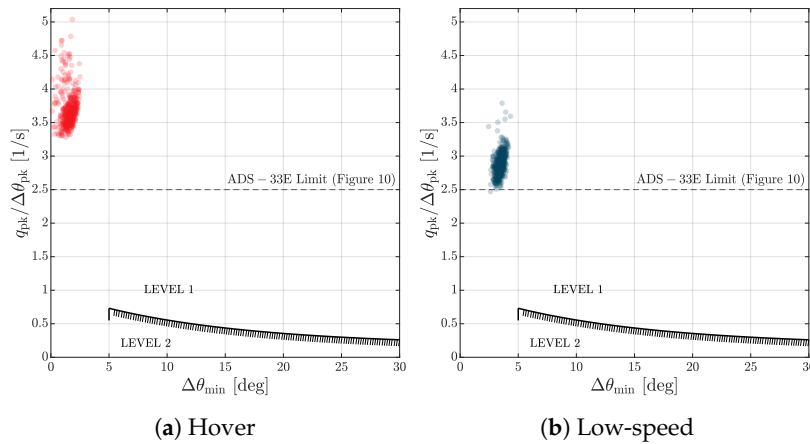 5
4.5
4
3.5
3
2.5
2
1.5
1
0.5
0
q_pk/Δθ_pk [1/s]
ADS − 33E Limit (Figure 10)
LEVEL 1
LEVEL 2
0 5 10 15 20 25 30
Δθ_min [deg]
(a) Hover
5
4.5
4
3.5
3
2.5
2
1.5
1
0.5
0
q_pk/Δθ_pk [1/s]
ADS − 33E Limit (Figure 10)
LEVEL 1
LEVEL 2
0 5 10 15 20 25 30
Δθ_min [deg]
(b) Low-speed